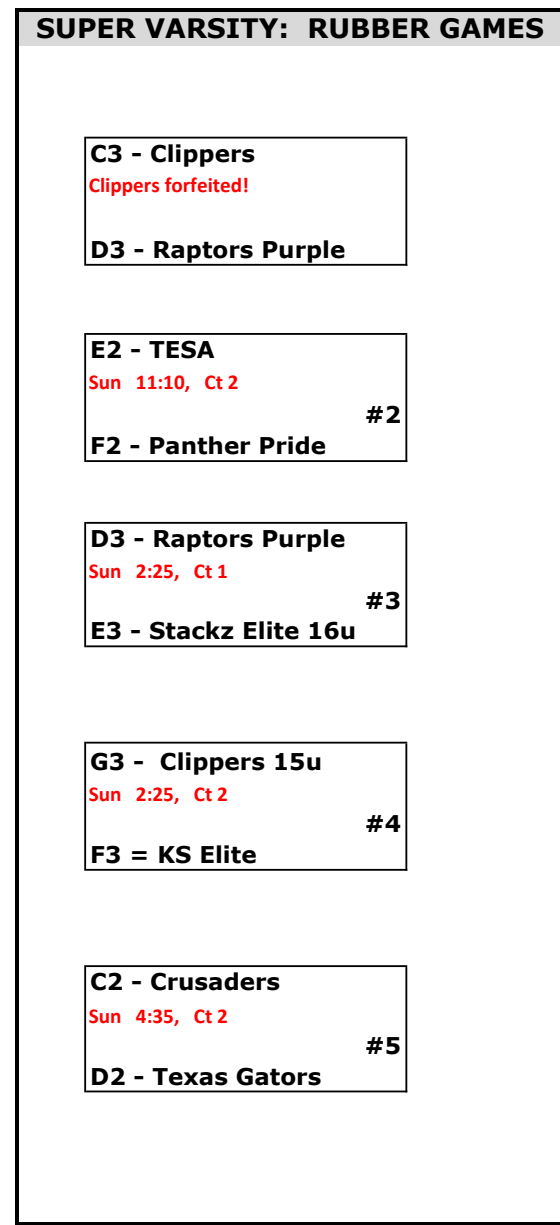 SUPER VARSITY: RUBBER GAMES
C3 - Clippers
Clippers forfeited!
D3 - Raptors Purple
E2 - TESA
Sun 11:10, Ct 2
#2
F2 - Panther Pride
D3 - Raptors Purple
Sun 2:25, Ct 1
#3
E3 - Stackz Elite 16u
G3 - Clippers 15u
Sun 2:25, Ct 2
#4
F3 = KS Elite
C2 - Crusaders
Sun 4:35, Ct 2
#5
D2 - Texas Gators